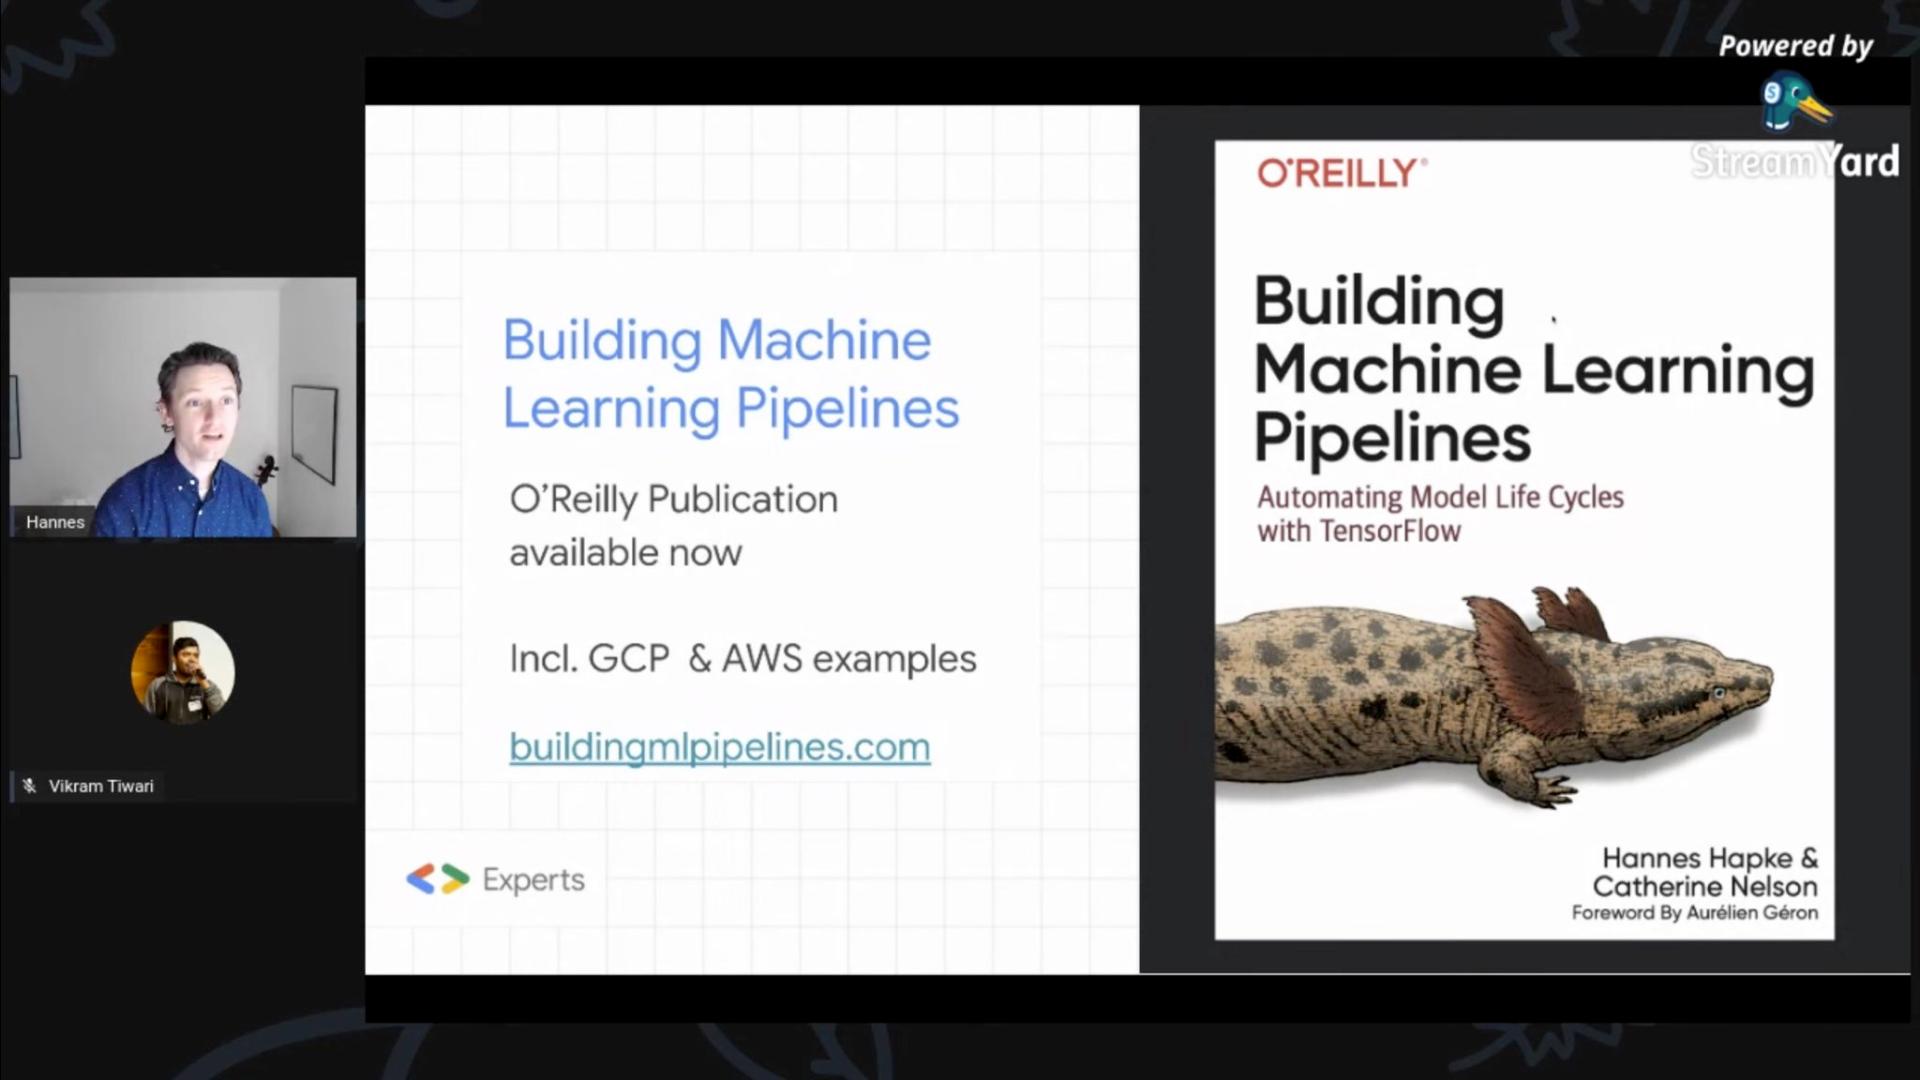 Powered by
StreamYard
Building Machine
Learning Pipelines
O'Reilly Publication
available now
Incl. GCP & AWS examples
buildingmlpipelines.com
Experts
O'REILLY®
Building
Machine Learning
Pipelines
Automating Model Life Cycles
with TensorFlow
Hannes Hapke &
Catherine Nelson
Foreword By Aurélien Géron
Hannes
Vikram Tiwari